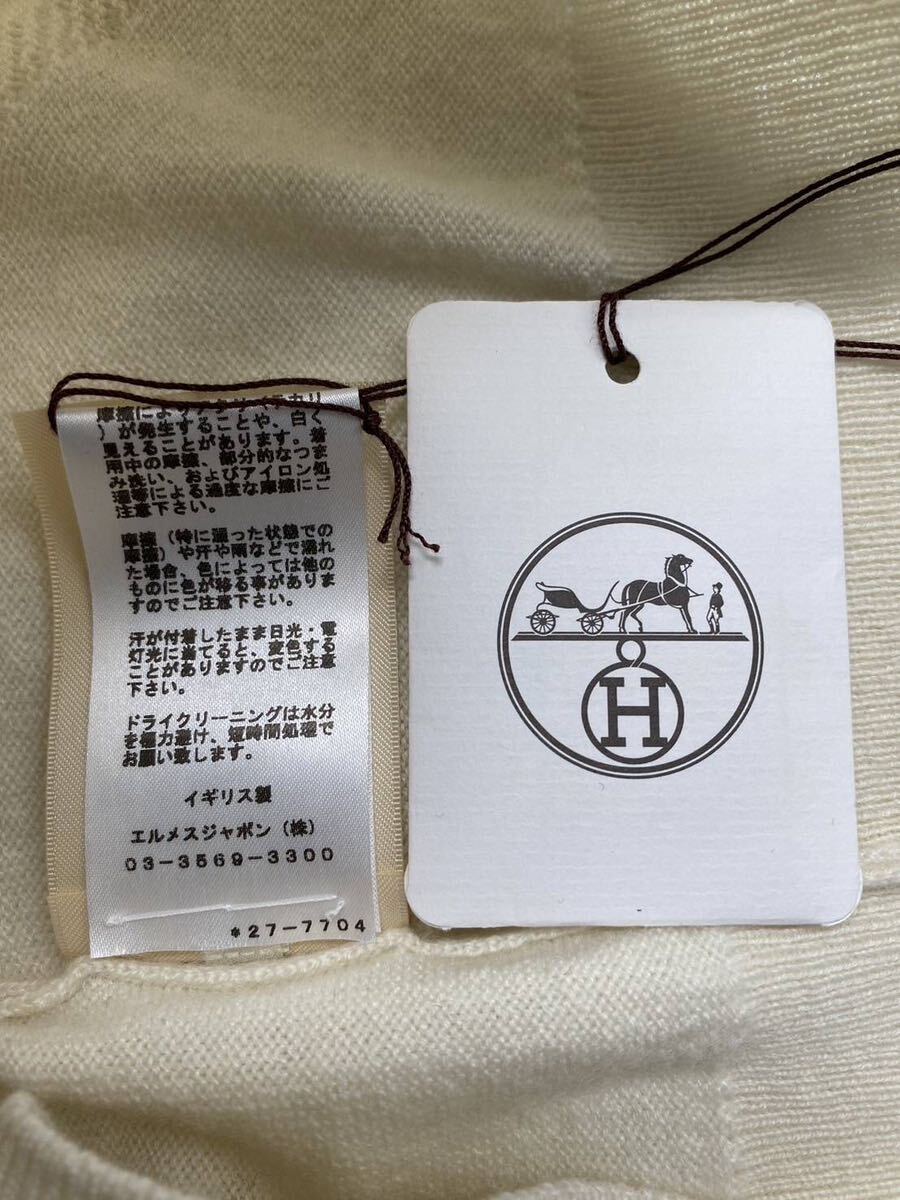 摩擦により
)が発生することや、白く
見えることがあります。着
用中の摩擦、部分的なつま
み洗い、およびアイロン処
理等による過度な摩擦にご
注意下さい。
摩擦(特に湿った状態での
摩擦)や汗や雨などで濡れ
た場合、色によっては他の
ものに色が移る事がありま
すのでご注意下さい。
汗が付着したまま日光・電
灯光に当てると、変色する
ことがありますのでご注意
下さい。
ドライクリーニングは水分
を極力避け、短時間処理で
お願い致します。
イギリス製
エルメスジャポン(株)
03-3569-3300
*27-7704
H